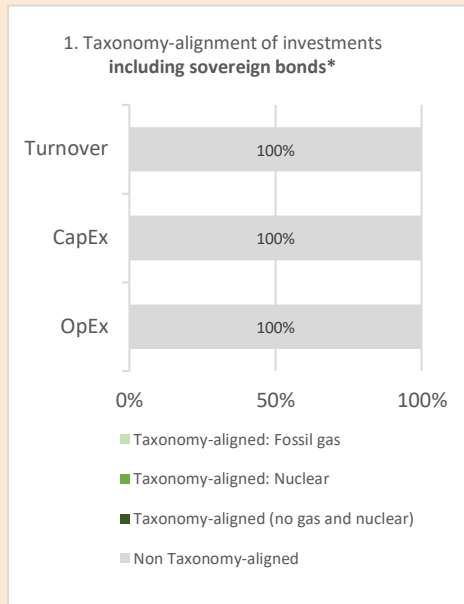 1. Taxonomy-alignment of investments
including sovereign bonds*
Turnover
100%
CapEx
100%
OpEx
100%
0%
50%
100%
Taxonomy-aligned: Fossil gas
Taxonomy-aligned: Nuclear
Taxonomy-aligned (no gas and nuclear)
Non Taxonomy-aligned